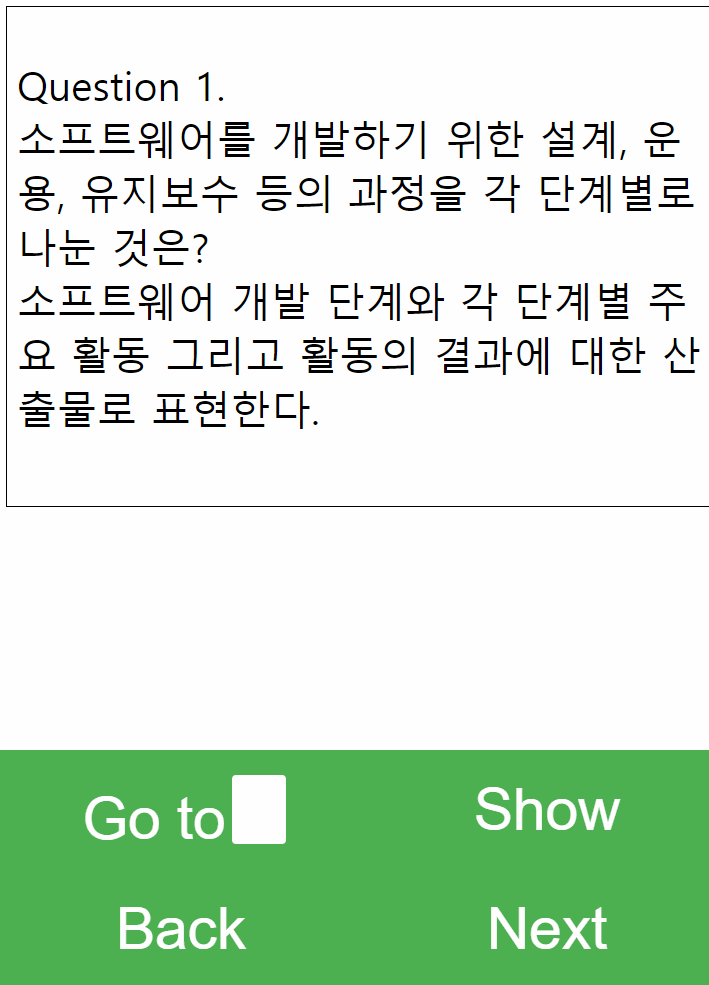 Question 1.
소프트웨어를 개발하기 위한 설계, 운
용, 유지보수 등의 과정을 각 단계별로
나눈 것은?
소프트웨어 개발 단계와 각 단계별 주
요 활동 그리고 활동의 결과에 대한 산
출물로 표현한다.
Go to
Show
Back
Next